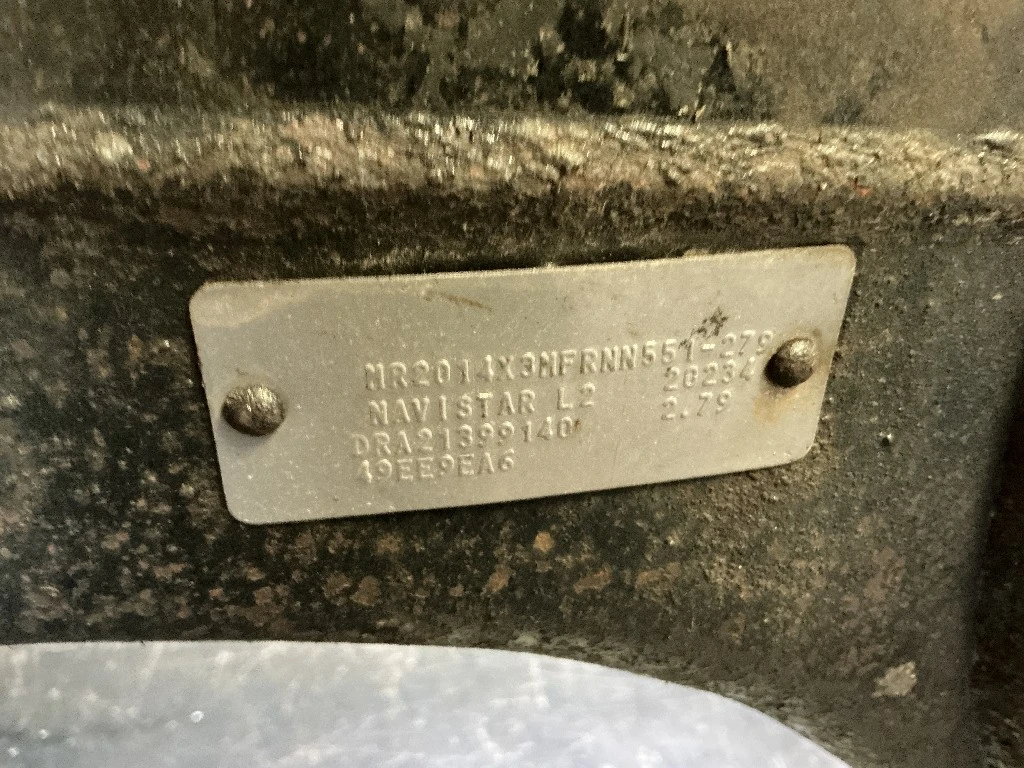 MR2014X3MFRNN551-279
NAVISTAR L2 20234
DRA21399140 2.79
49EE9EA6